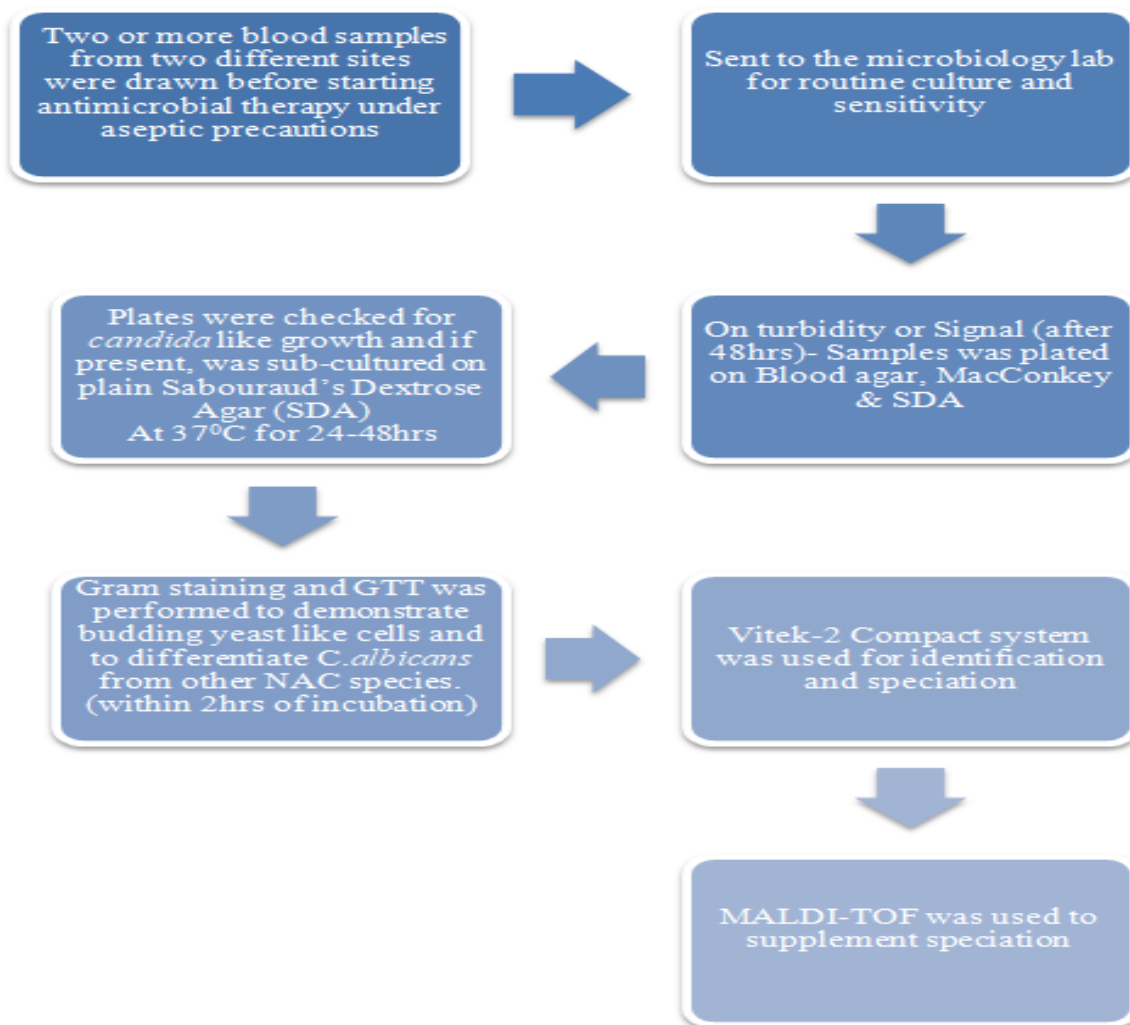 Two or more blood samples
from two different sites
were drawn before starting
antimicrobial therapy under
aseptic precautions
Sent to the microbiology lab
for routine culture and
sensitivity
On turbidity or Signal (after
48hrs)- Samples was plated
on Blood agar, MacConkey
& SDA
Plates were checked for
candida like growth and if
present, was sub-cultured on
plain Sabouraud’s Dextrose
Agar (SDA)
At 37⁰C for 24-48hrs
Gram staining and GTT was
performed to demonstrate
budding yeast like cells and
to differentiate C.albicans
from other NAC species.
(within 2hrs of incubation)
Vitek-2 Compact system
was used for identification
and speciation
MALDI-TOF was used to
supplement speciation